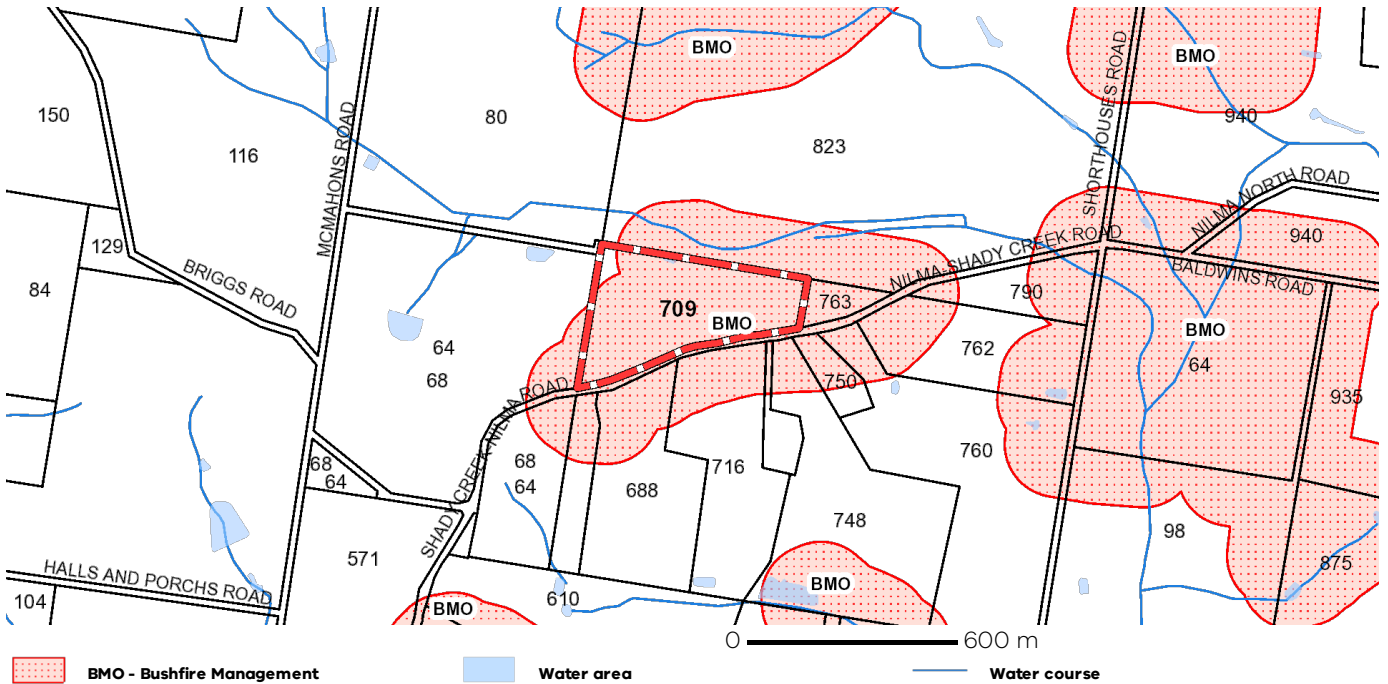 BMO
BMO
150
80
940
116
823
MCMAHONS ROAD
SHORTHOUSES ROAD
NILMA NORTH ROAD
129
940
NILMA-SHADY CREEK ROAD
BRIGGS ROAD
BALDWINS ROAD
84
763
790
709
BMO
BMO
64
762
64
68
750
935
SHADY CREEK-NILMA ROAD
760
68
68
716
64
64
688
748
98
571
875
HALLS AND PORCHS ROAD
BMO
104
610
BMO
0 600 m
BMO - Bushfire Management Water area Water course